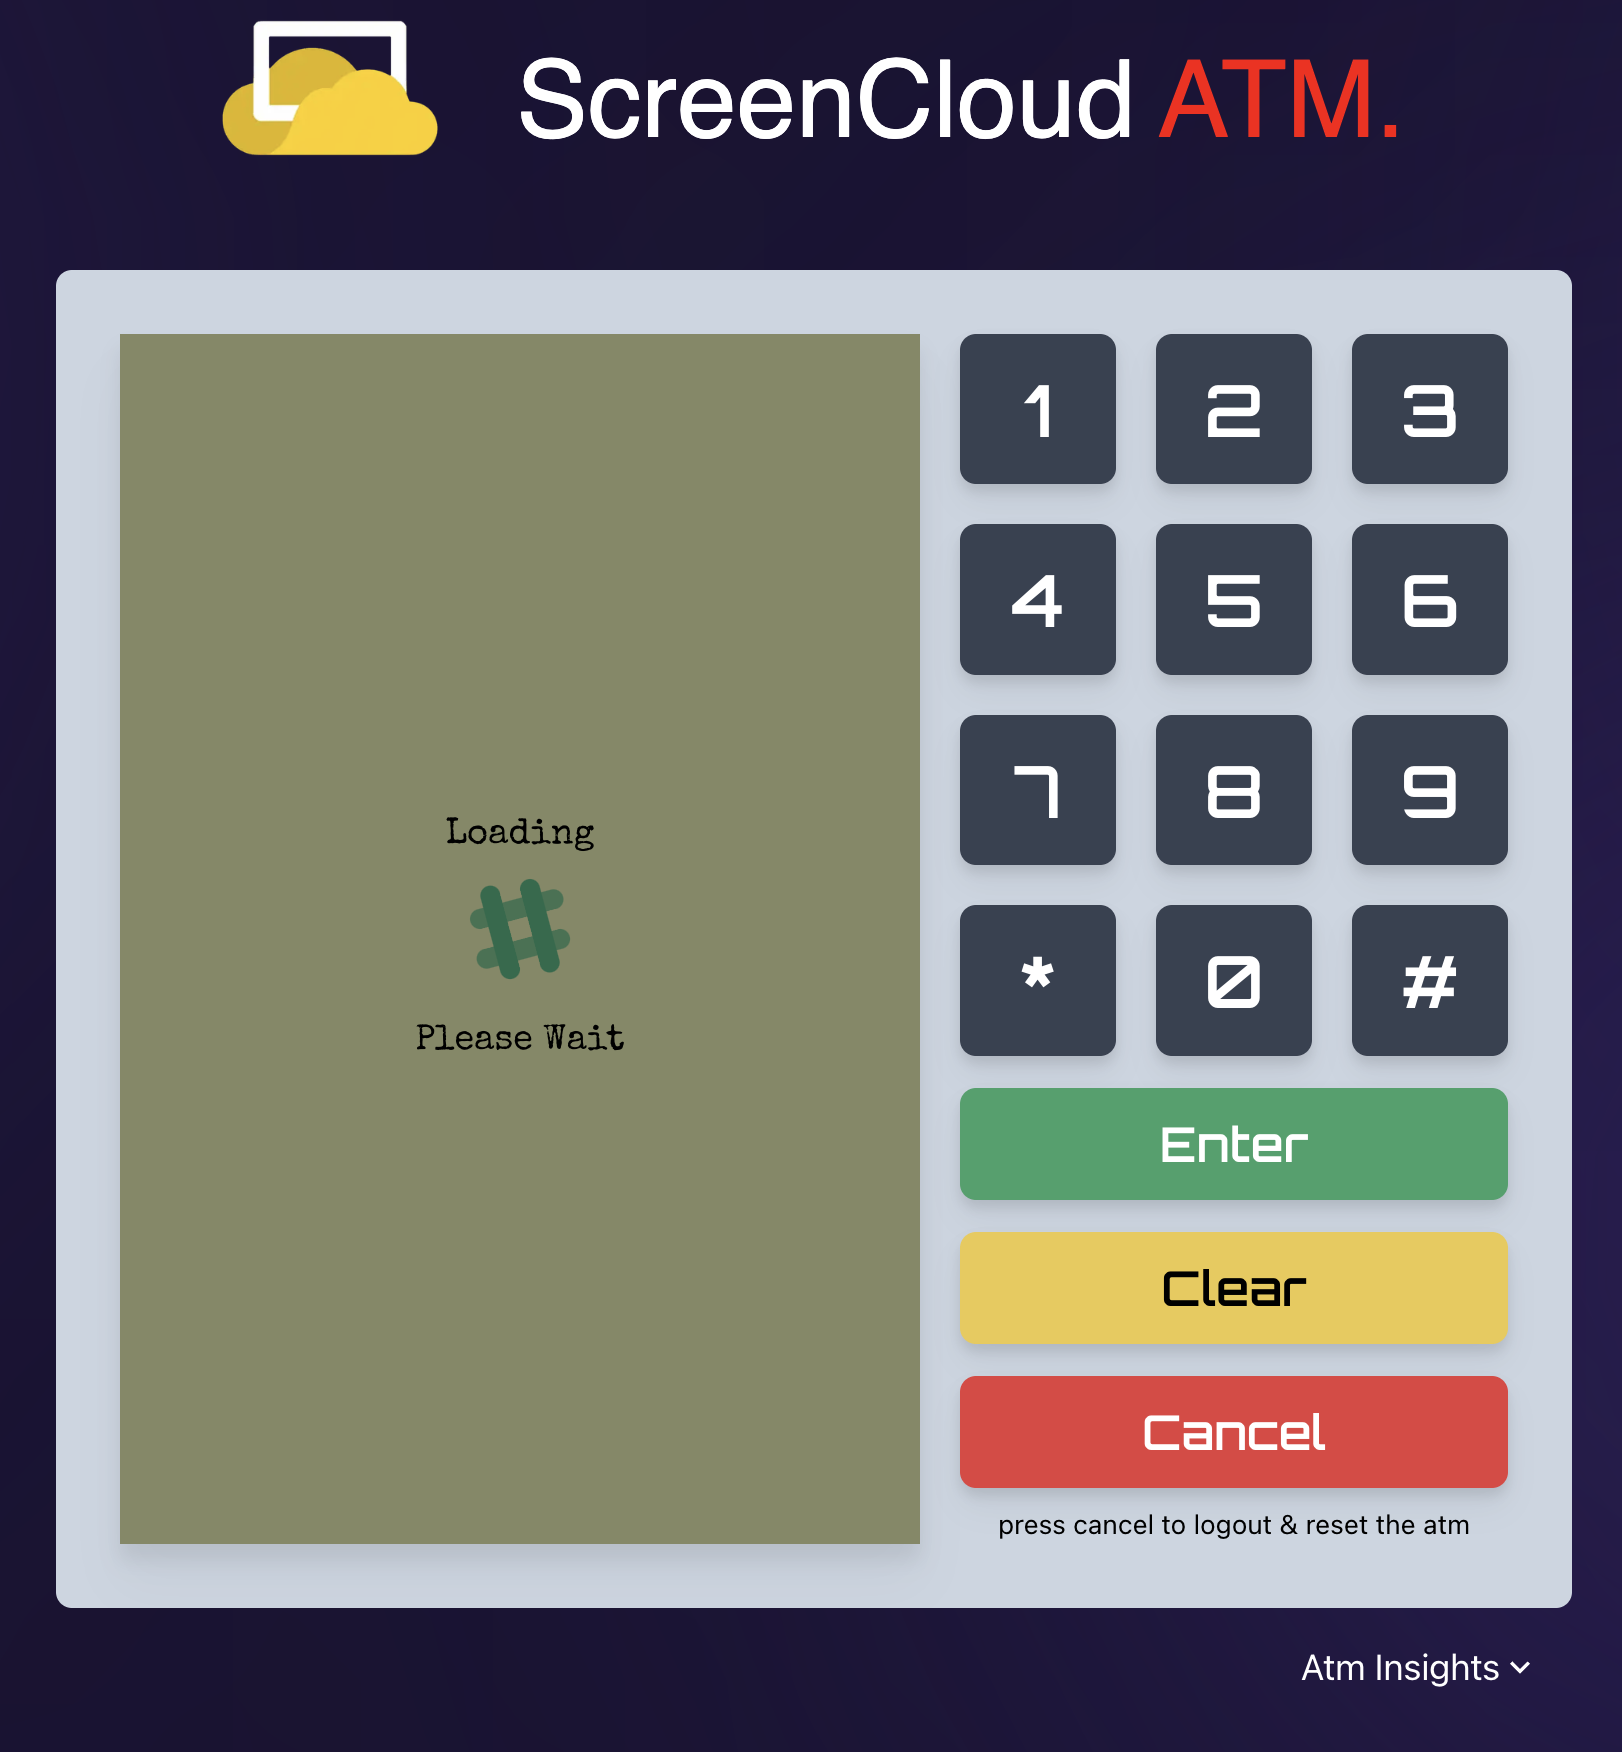 ScreenCloud ATM.
Loading
Please Wait
1 2 3
4 5 6
7 8 9
* 0 #
Enter
Clear
Cancel
press cancel to logout & reset the atm
Atm Insights